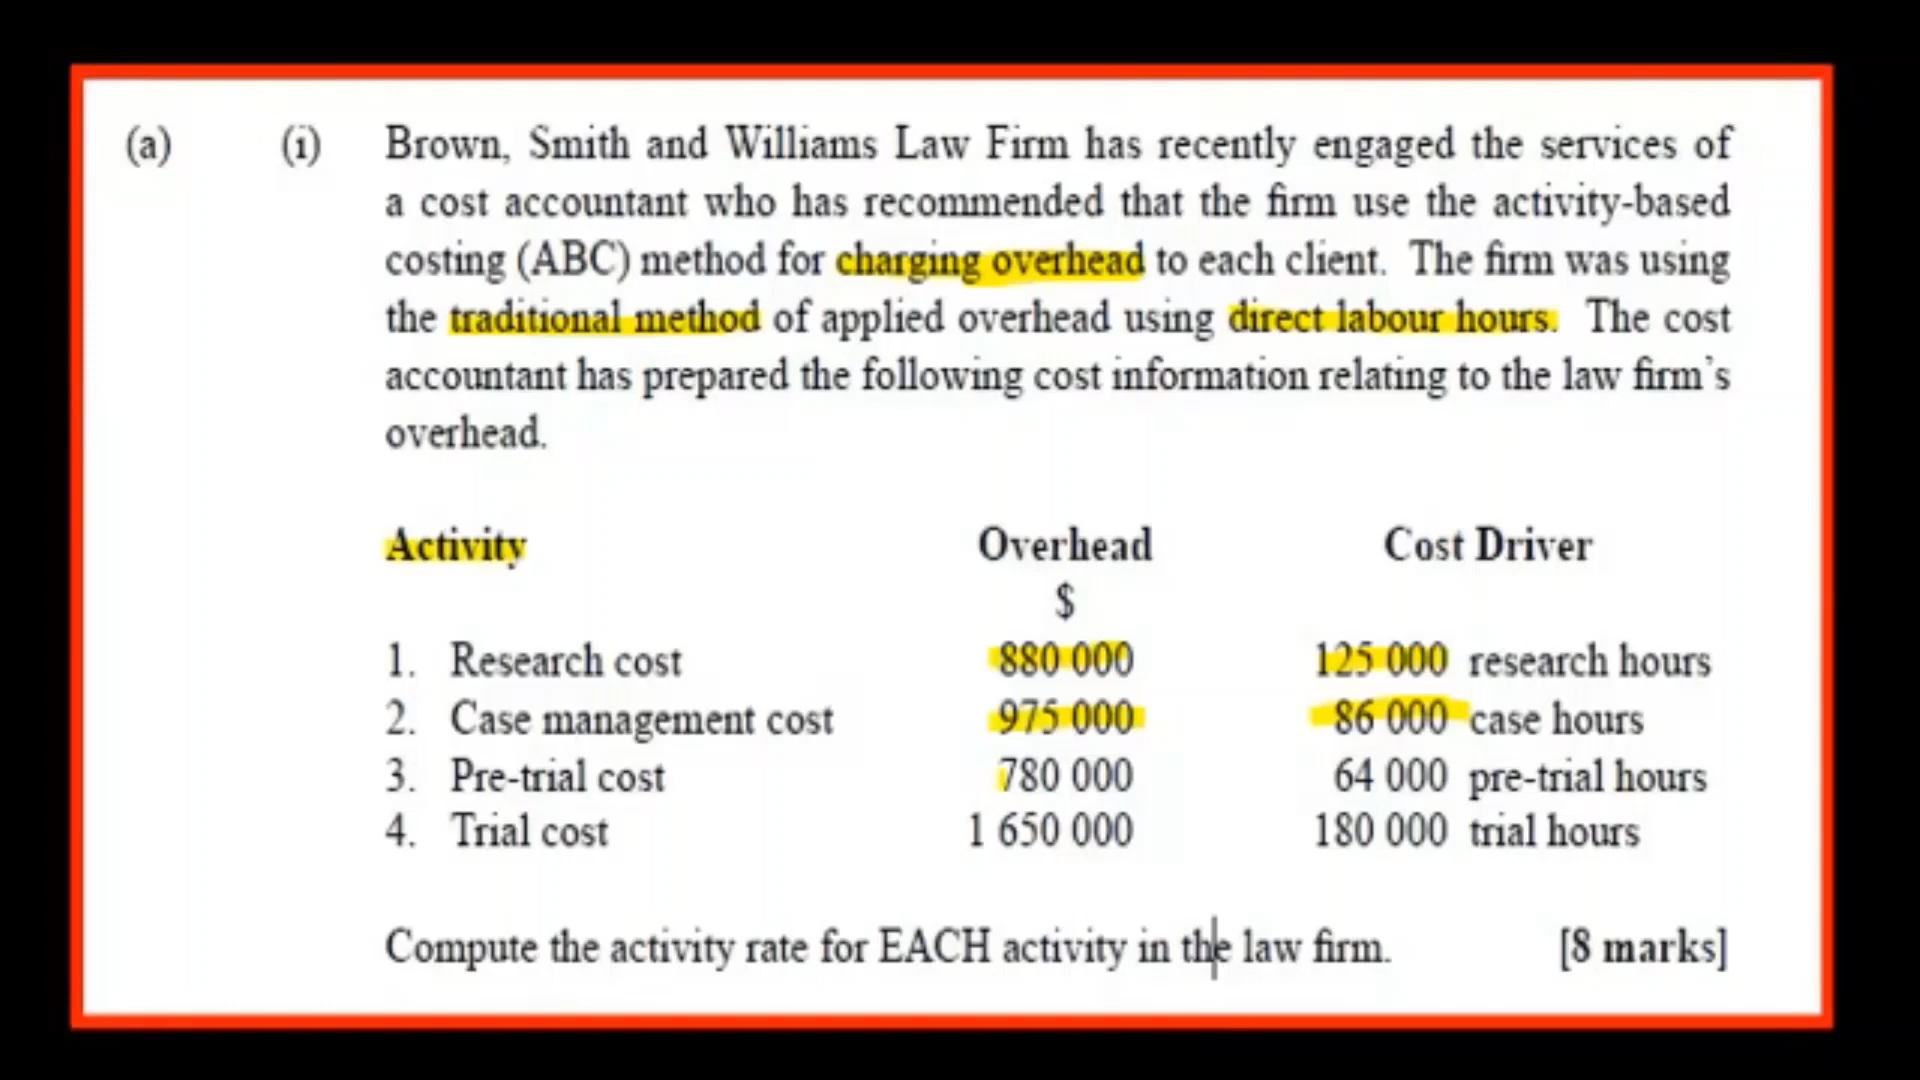 (a) (i) Brown, Smith and Williams Law Firm has recently engaged the services of
a cost accountant who has recommended that the firm use the activity-based
costing (ABC) method for charging overhead to each client. The firm was using
the traditional method of applied overhead using direct labour hours. The cost
accountant has prepared the following cost information relating to the law firm's
overhead.
Activity Overhead Cost Driver
$
1. Research cost 880 000 125 000 research hours
2. Case management cost 975 000 86 000 case hours
3. Pre-trial cost 780 000 64 000 pre-trial hours
4. Trial cost 1 650 000 180 000 trial hours
Compute the activity rate for EACH activity in the law firm. [8 marks]